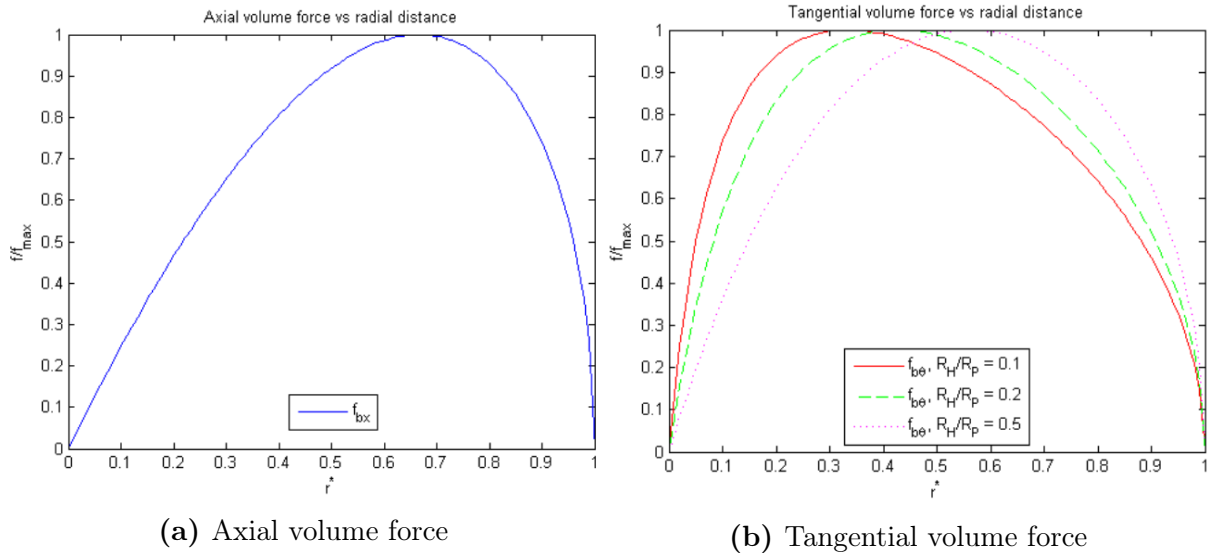 Axial volume force vs radial distance
1
0.9
0.8
0.7
0.6
0.5
0.4
0.3
0.2
0.1
0
f/f_max
0 0.1 0.2 0.3 0.4 0.5 0.6 0.7 0.8 0.9 1
r*
f_bx
(a) Axial volume force
Tangential volume force vs radial distance
1
0.9
0.8
0.7
0.6
0.5
0.4
0.3
0.2
0.1
0
f/f_max
0 0.1 0.2 0.3 0.4 0.5 0.6 0.7 0.8 0.9 1
r*
f_bθ, R_H/R_P = 0.1
f_bθ, R_H/R_P = 0.2
f_bθ, R_H/R_P = 0.5
(b) Tangential volume force